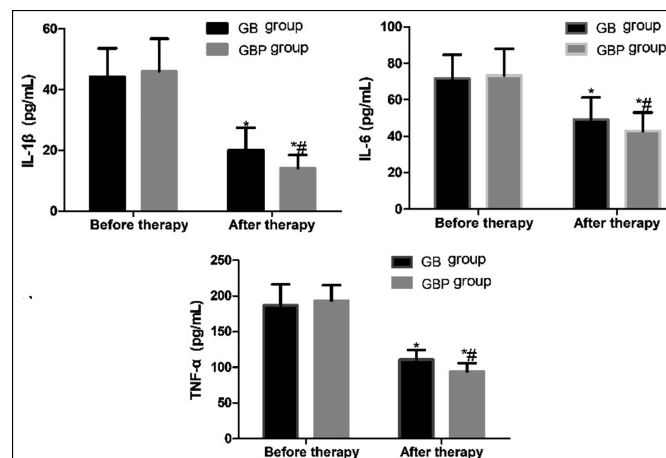 60
40
20
0
IL-1β (pg/mL)
GB group
GBP group
*
*#
Before therapy
After therapy
100
80
60
40
20
0
IL-6 (pg/mL)
GB group
GBP group
*
*#
Before therapy
After therapy
250
200
150
100
50
0
TNF-α (pg/mL)
GB group
GBP group
*
*#
Before therapy
After therapy